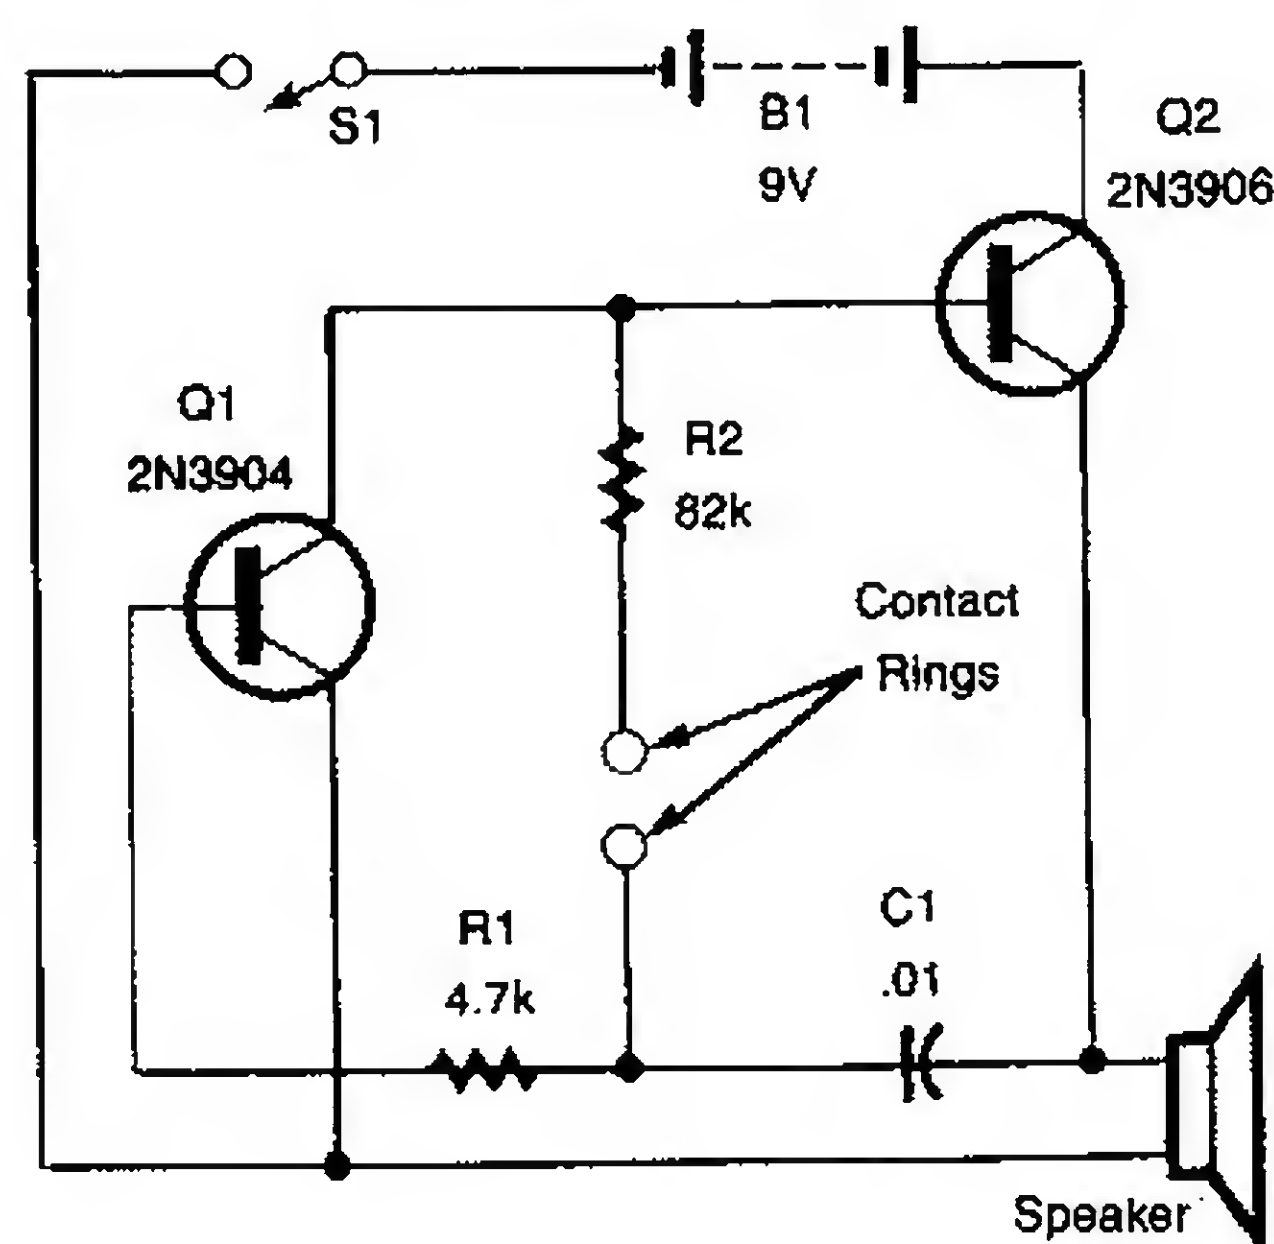 S1
B1
9V
Q2
2N3906
Q1
2N3904
R2
82k
Contact
Rings
R1
4.7k
C1
.01
Speaker